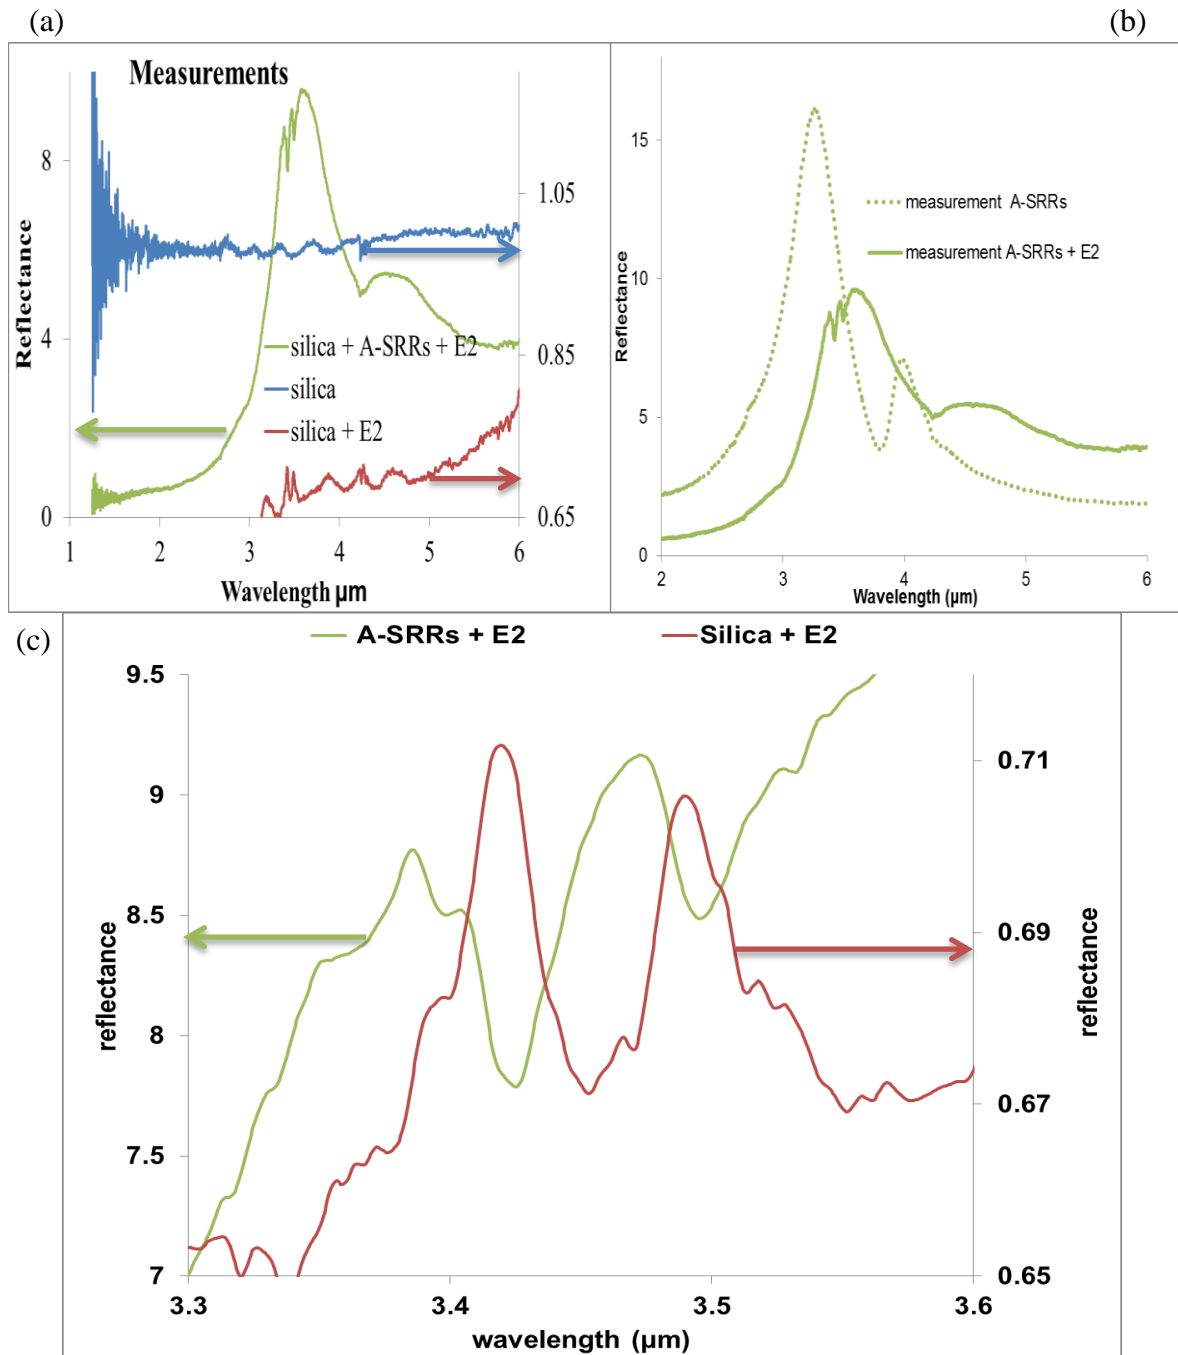 (a)
(b)
Measurements
8
4
0
Reflectance
1.05
0.85
0.65
silica + A-SRRs + E2
silica
silica + E2
1 2 3 4 5 6
Wavelength µm
15
10
5
0
Reflectance
measurement A-SRRs
measurement A-SRRs + E2
2 3 4 5 6
Wavelength (µm)
(c)
A-SRRs + E2 Silica + E2
9.5
9
8.5
8
7.5
7
reflectance
0.71
0.69
0.67
0.65
reflectance
3.3 3.4 3.5 3.6
wavelength (µm)